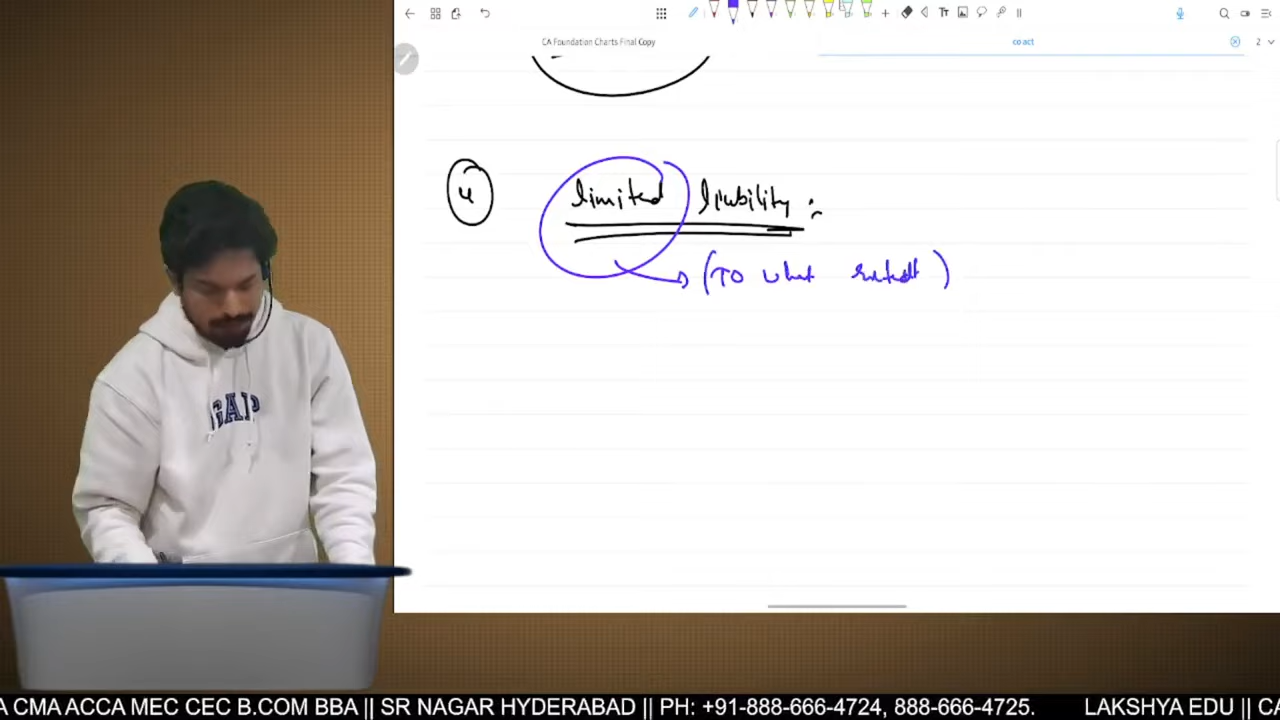 CA Foundation Charts Final Copy
co act
2
4
limited liability :-
(TO what extent)
GAP
A CMA ACCA MEC CEC B.COM BBA || SR NAGAR HYDERABAD || PH: +91-888-666-4724, 888-666-4725. LAKSHYA EDU || CA